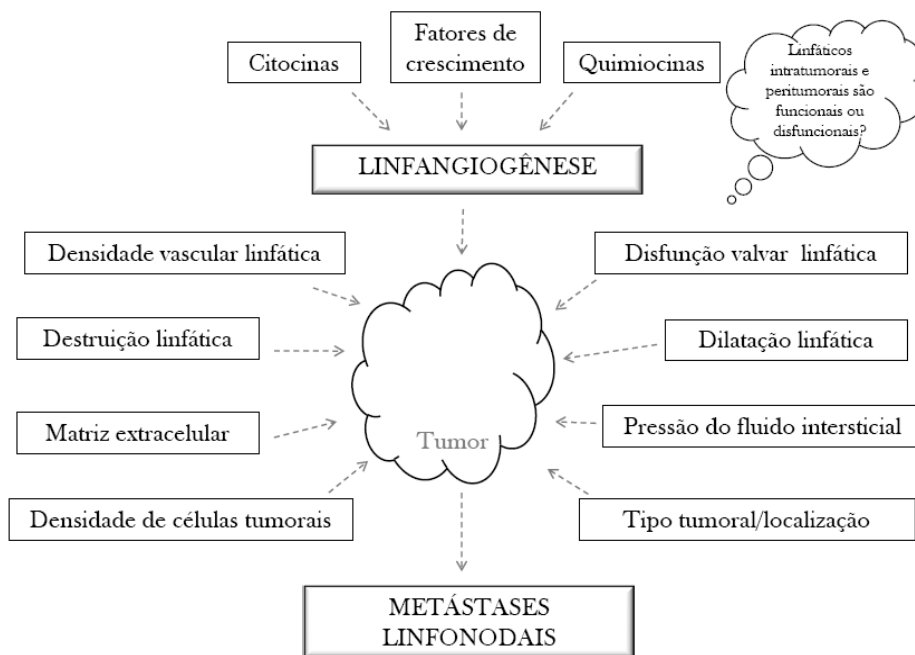 Citocinas
Fatores de
crescimento
Quimiocinas
Linfáticos
intratumorais e
peritumorais são
funcionais ou
disfuncionais?
LINFANGIOGÊNESE
Densidade vascular linfática
Disfunção valvar linfática
Destruição linfática
Dilatação linfática
Matriz extracelular
Pressão do fluido intersticial
Tumor
Densidade de células tumorais
Tipo tumoral/localização
METÁSTASES
LINFONODAIS